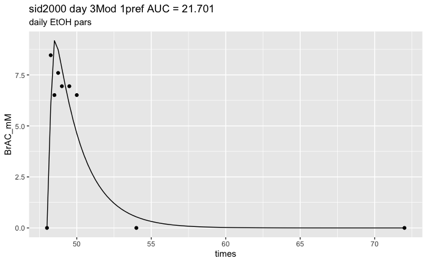 sid2000 day 3Mod 1pref AUC = 21.701
daily EtOH pars
BrAC_mM
7.5
5.0
2.5
0.0
50
55
60
65
70
times